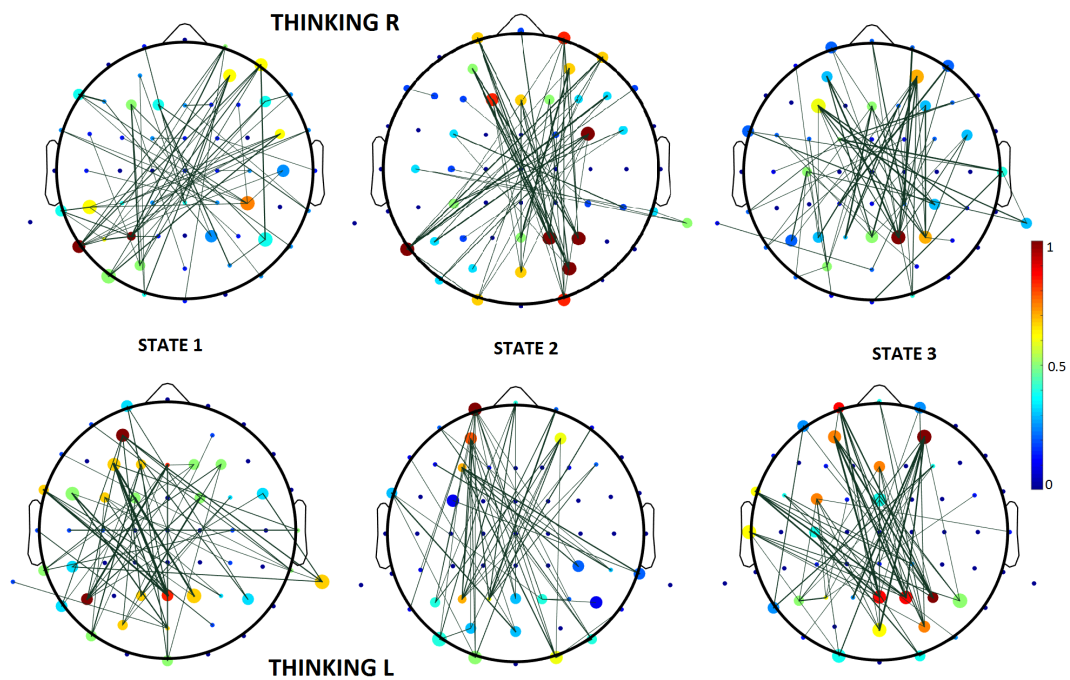 THINKING R
STATE 1
STATE 2
STATE 3
1
0.5
0
THINKING L